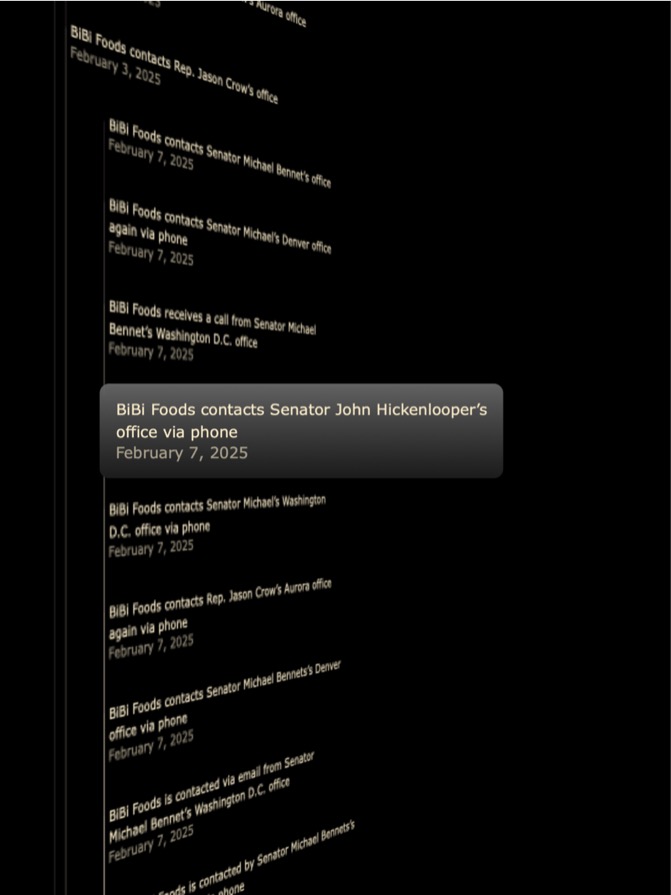 Aurora office
BiBi Foods contacts Rep. Jason Crow's office
February 3, 2025
BiBi Foods contacts Senator Michael Bennet's office
February 7, 2025
BiBi Foods contacts Senator Michael's Denver office
again via phone
February 7, 2025
BiBi Foods receives a call from Senator Michael
Bennet's Washington D.C. office
February 7, 2025
BiBi Foods contacts Senator John Hickenlooper's
office via phone
February 7, 2025
BiBi Foods contacts Senator Michael's Washington
D.C. office via phone
February 7, 2025
BiBi Foods contacts Rep. Jason Crow's Aurora office
again via phone
February 7, 2025
BiBi Foods contacts Senator Michael Bennets's Denver
office via phone
February 7, 2025
BiBi Foods is contacted via email from Senator
Michael Bennet's Washington D.C. office
February 7, 2025
is contacted by Senator Michael Bennets's
phone